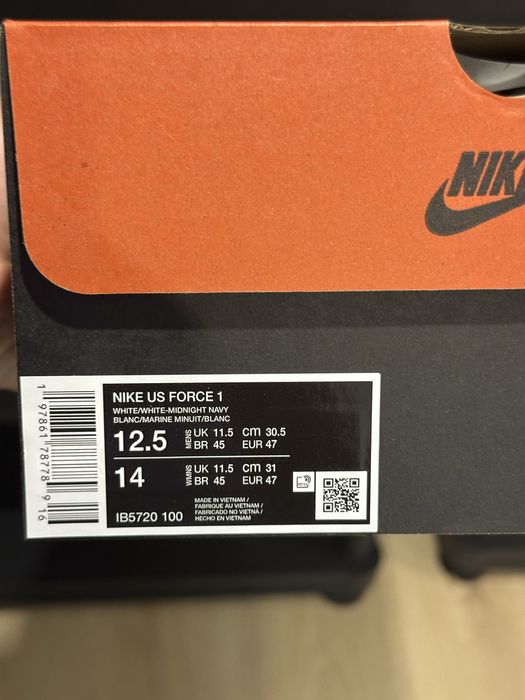 NIK
NIKE US FORCE 1
WHITE/WHITE-MIDNIGHT NAVY
BLANC/MARINE MINUIT/BLANC
12.5 MENS UK 11.5 CM 30.5
BR 45 EUR 47
14 WMNS UK 11.5 CM 31
BR 45 EUR 47
MADE IN VIETNAM /
FABRIQUÉ AU VIETNAM /
FABRICADO NO VIETNÃ /
HECHO EN VIETNAM
IB5720 100
1 97861 78778 9 16